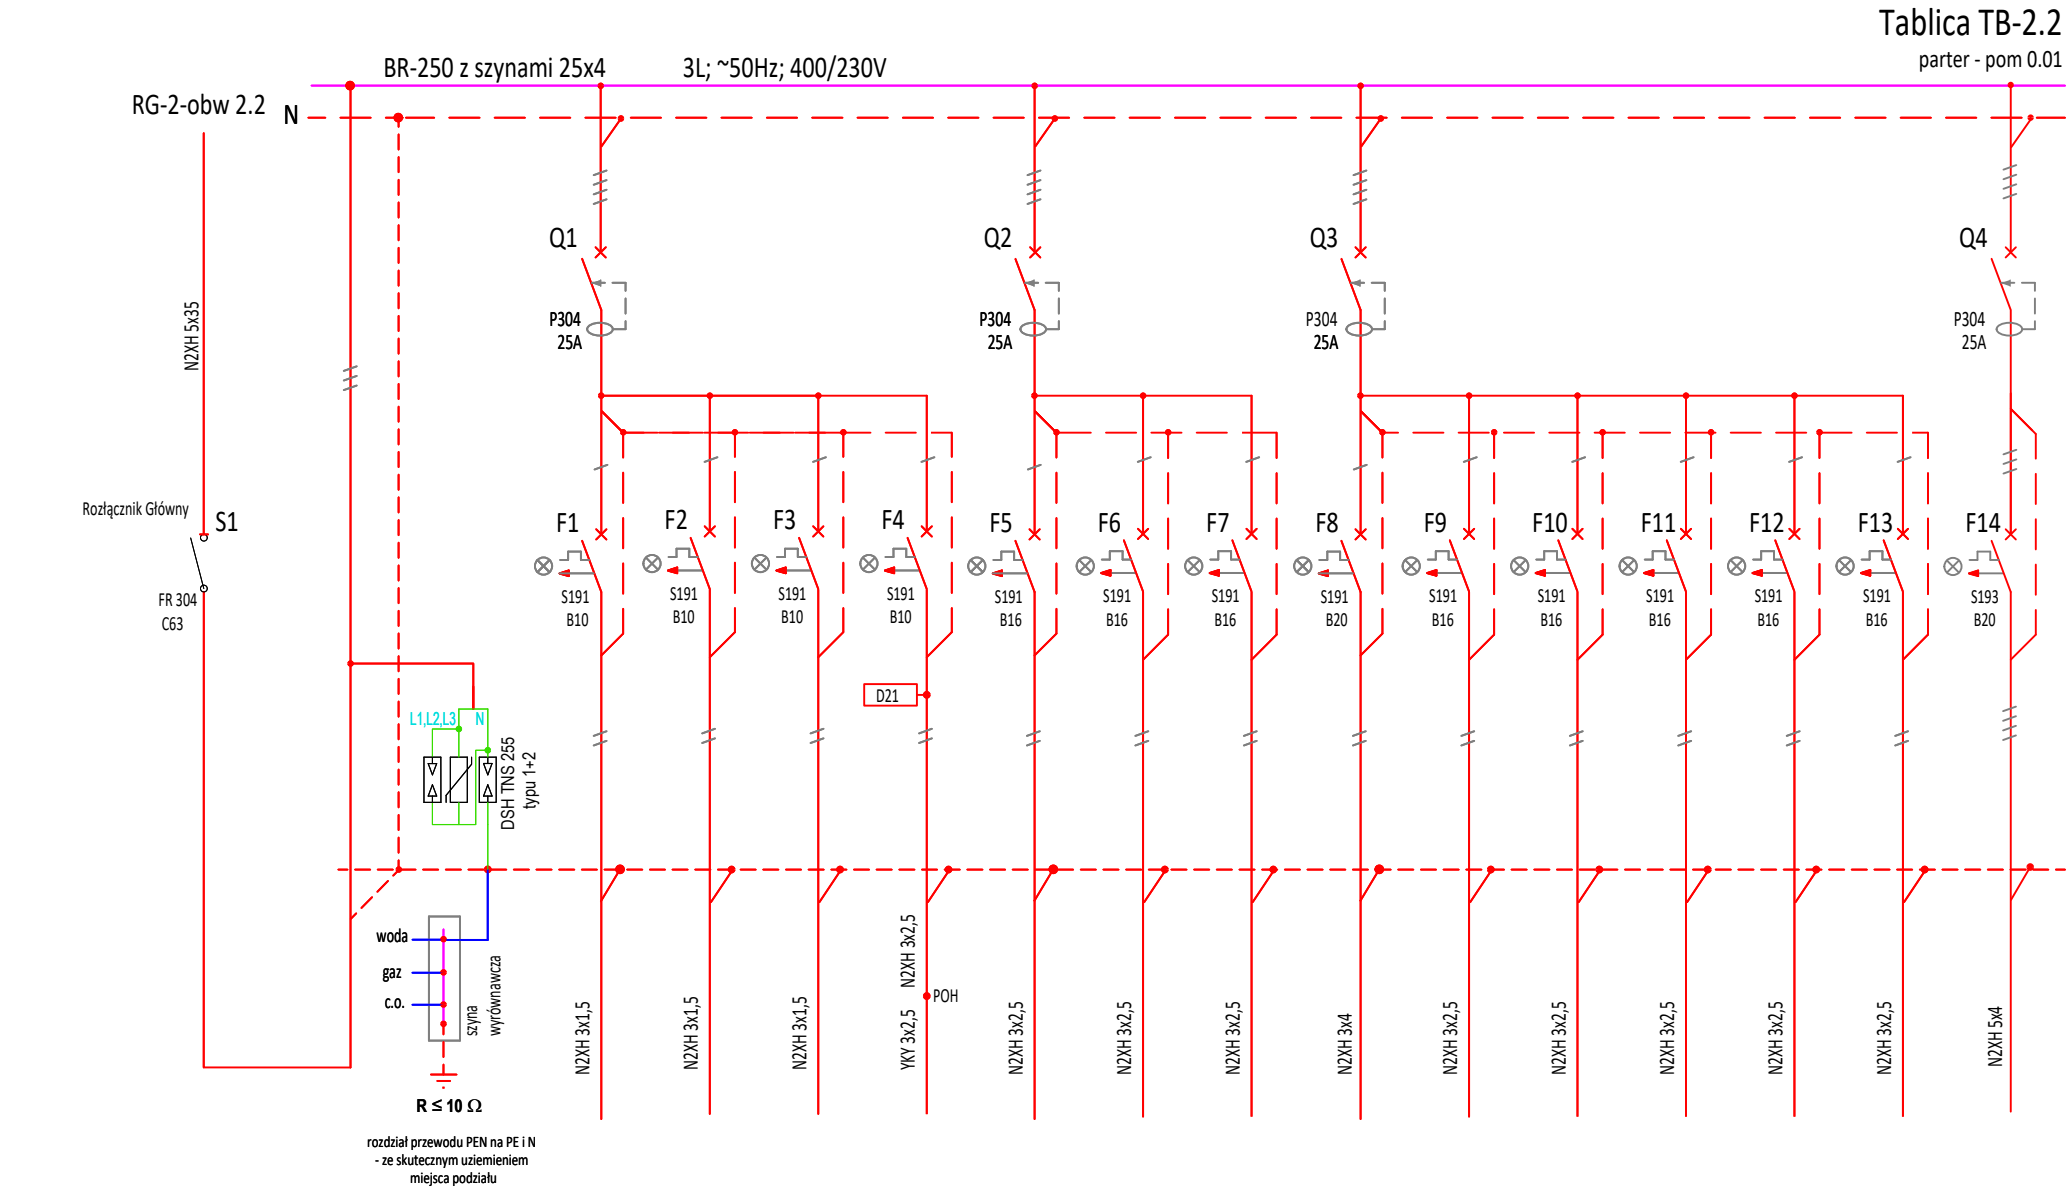 Tablica TB-2.2
parter - pom 0.01
BR-250 z szynami 25x4
3L; ~50Hz; 400/230V
RG-2-obw 2.2
N
Q1
Q2
Q3
Q4
P304
25A
P304
25A
P304
25A
P304
25A
N2XH 5x35
Rozłącznik Główny
S1
FR 304
C63
F1
F2
F3
F4
F5
F6
F7
F8
F9
F10
F11
F12
F13
F14
S191
B10
S191
B10
S191
B10
S191
B10
S191
B16
S191
B16
S191
B16
S191
B20
S191
B16
S191
B16
S191
B16
S191
B16
S191
B16
S193
B20
D21
L1,L2,L3
N
DSH TNS 255
typu 1+2
woda
gaz
c.o.
szyna
wyrównawcza
R ≤ 10 Ω
rozdział przewodu PEN na PE i N
- ze skutecznym uziemieniem
miejsca podziału
N2XH 3x1,5
N2XH 3x1,5
N2XH 3x1,5
N2XH 3x2,5
POH
YKY 3x2,5
N2XH 3x2,5
N2XH 3x2,5
N2XH 3x2,5
N2XH 3x4
N2XH 3x2,5
N2XH 3x2,5
N2XH 3x2,5
N2XH 3x2,5
N2XH 3x2,5
N2XH 5x4